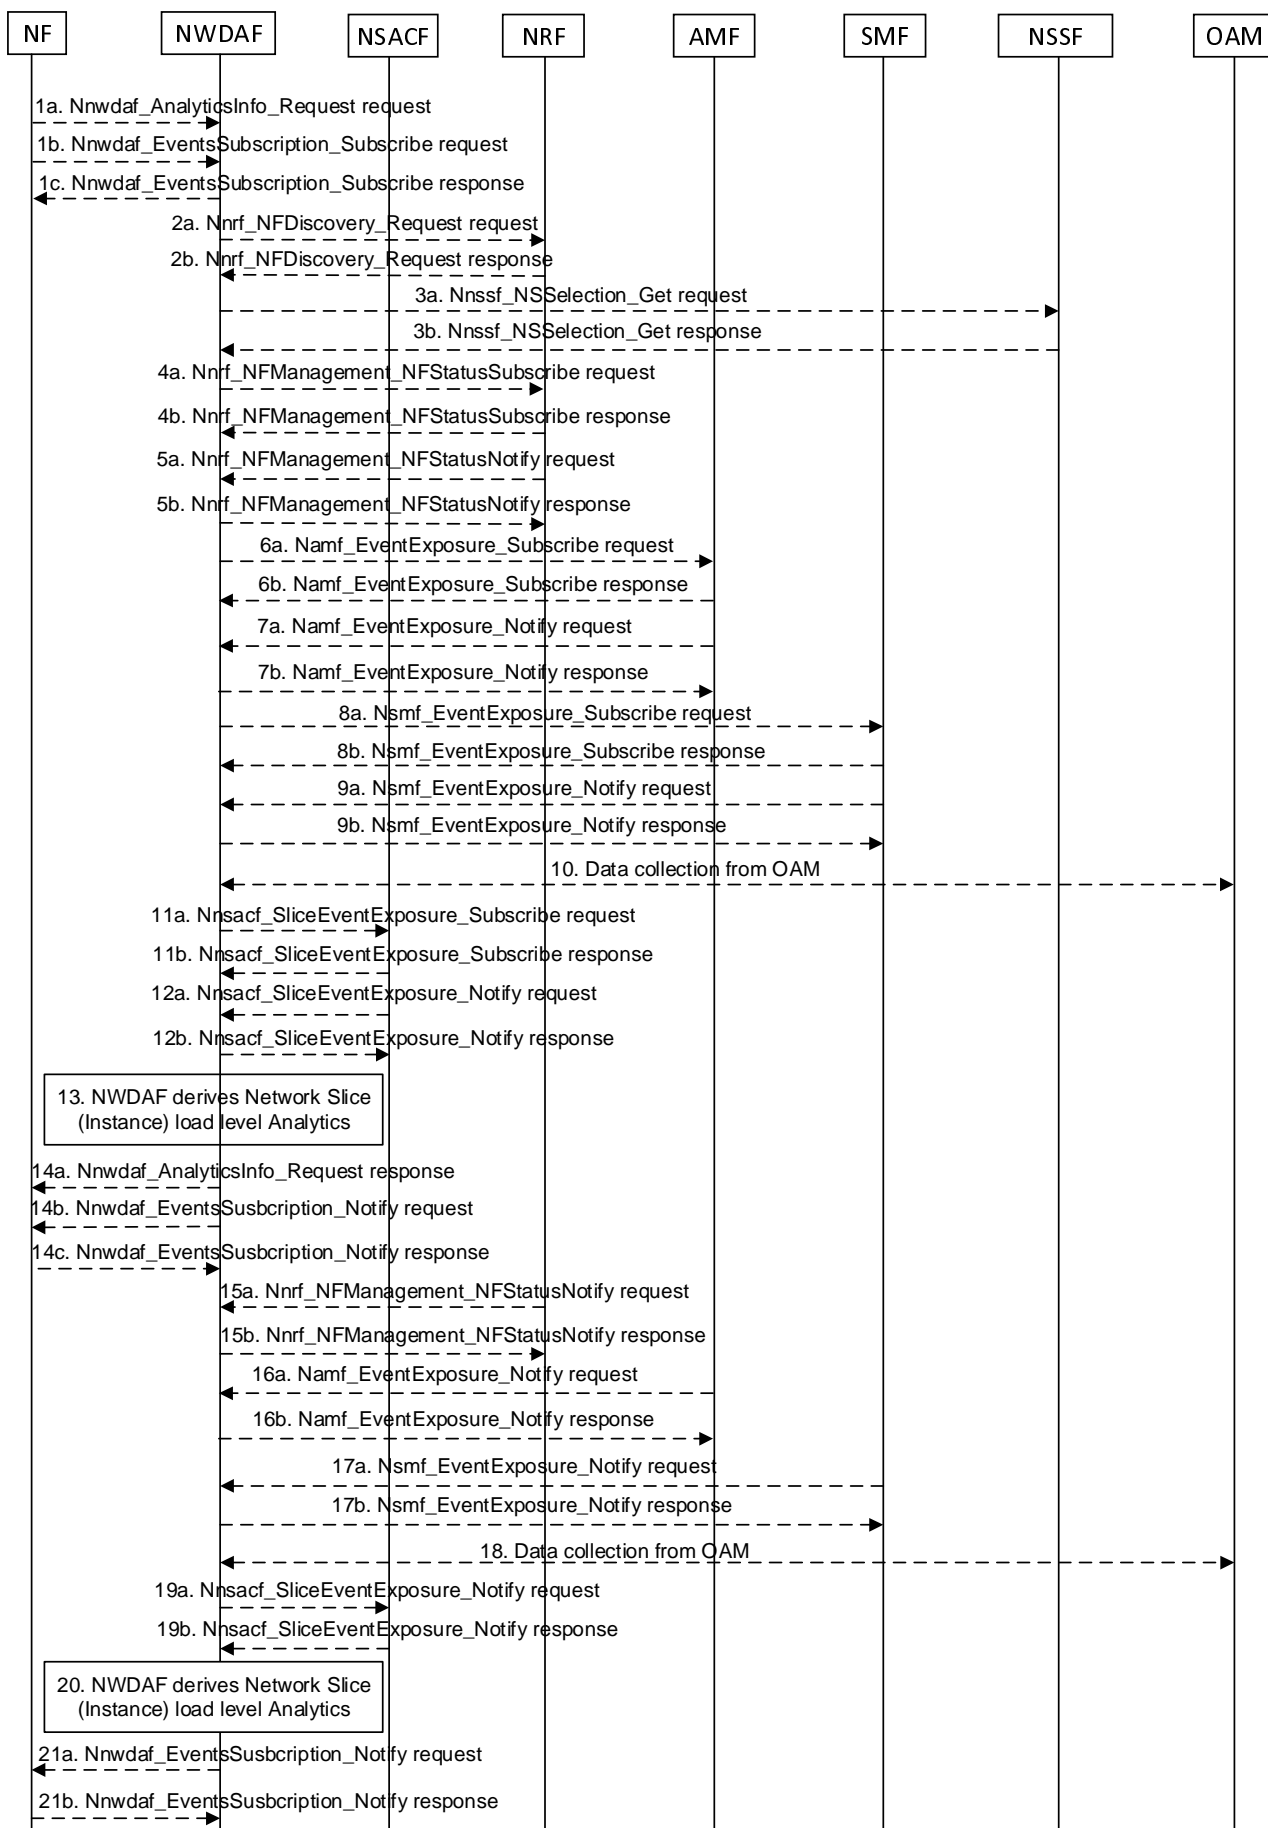 NF NWDAF NSACF NRF AMF SMF NSSF OAM
1a. Nnwdaf_AnalyticsInfo_Request request
1b. Nnwdaf_EventsSubscription_Subscribe request
1c. Nnwdaf_EventsSubscription_Subscribe response
2a. Nnrf_NFDiscovery_Request request
2b. Nnrf_NFDiscovery_Request response
3a. Nnssf_NSSelection_Get request
3b. Nnssf_NSSelection_Get response
4a. Nnrf_NFManagement_NFStatusSubscribe request
4b. Nnrf_NFManagement_NFStatusSubscribe response
5a. Nnrf_NFManagement_NFStatusNotify request
5b. Nnrf_NFManagement_NFStatusNotify response
6a. Namf_EventExposure_Subscribe request
6b. Namf_EventExposure_Subscribe response
7a. Namf_EventExposure_Notify request
7b. Namf_EventExposure_Notify response
8a. Nsmf_EventExposure_Subscribe request
8b. Nsmf_EventExposure_Subscribe response
9a. Nsmf_EventExposure_Notify request
9b. Nsmf_EventExposure_Notify response
10. Data collection from OAM
11a. Nnsacf_SliceEventExposure_Subscribe request
11b. Nnsacf_SliceEventExposure_Subscribe response
12a. Nnsacf_SliceEventExposure_Notify request
12b. Nnsacf_SliceEventExposure_Notify response
13. NWDAF derives Network Slice
(Instance) load level Analytics
14a. Nnwdaf_AnalyticsInfo_Request response
14b. Nnwdaf_EventsSusbcription_Notify request
14c. Nnwdaf_EventsSusbcription_Notify response
15a. Nnrf_NFManagement_NFStatusNotify request
15b. Nnrf_NFManagement_NFStatusNotify response
16a. Namf_EventExposure_Notify request
16b. Namf_EventExposure_Notify response
17a. Nsmf_EventExposure_Notify request
17b. Nsmf_EventExposure_Notify response
18. Data collection from OAM
19a. Nnsacf_SliceEventExposure_Notify request
19b. Nnsacf_SliceEventExposure_Notify response
20. NWDAF derives Network Slice
(Instance) load level Analytics
21a. Nnwdaf_EventsSusbcription_Notify request
21b. Nnwdaf_EventsSusbcription_Notify response